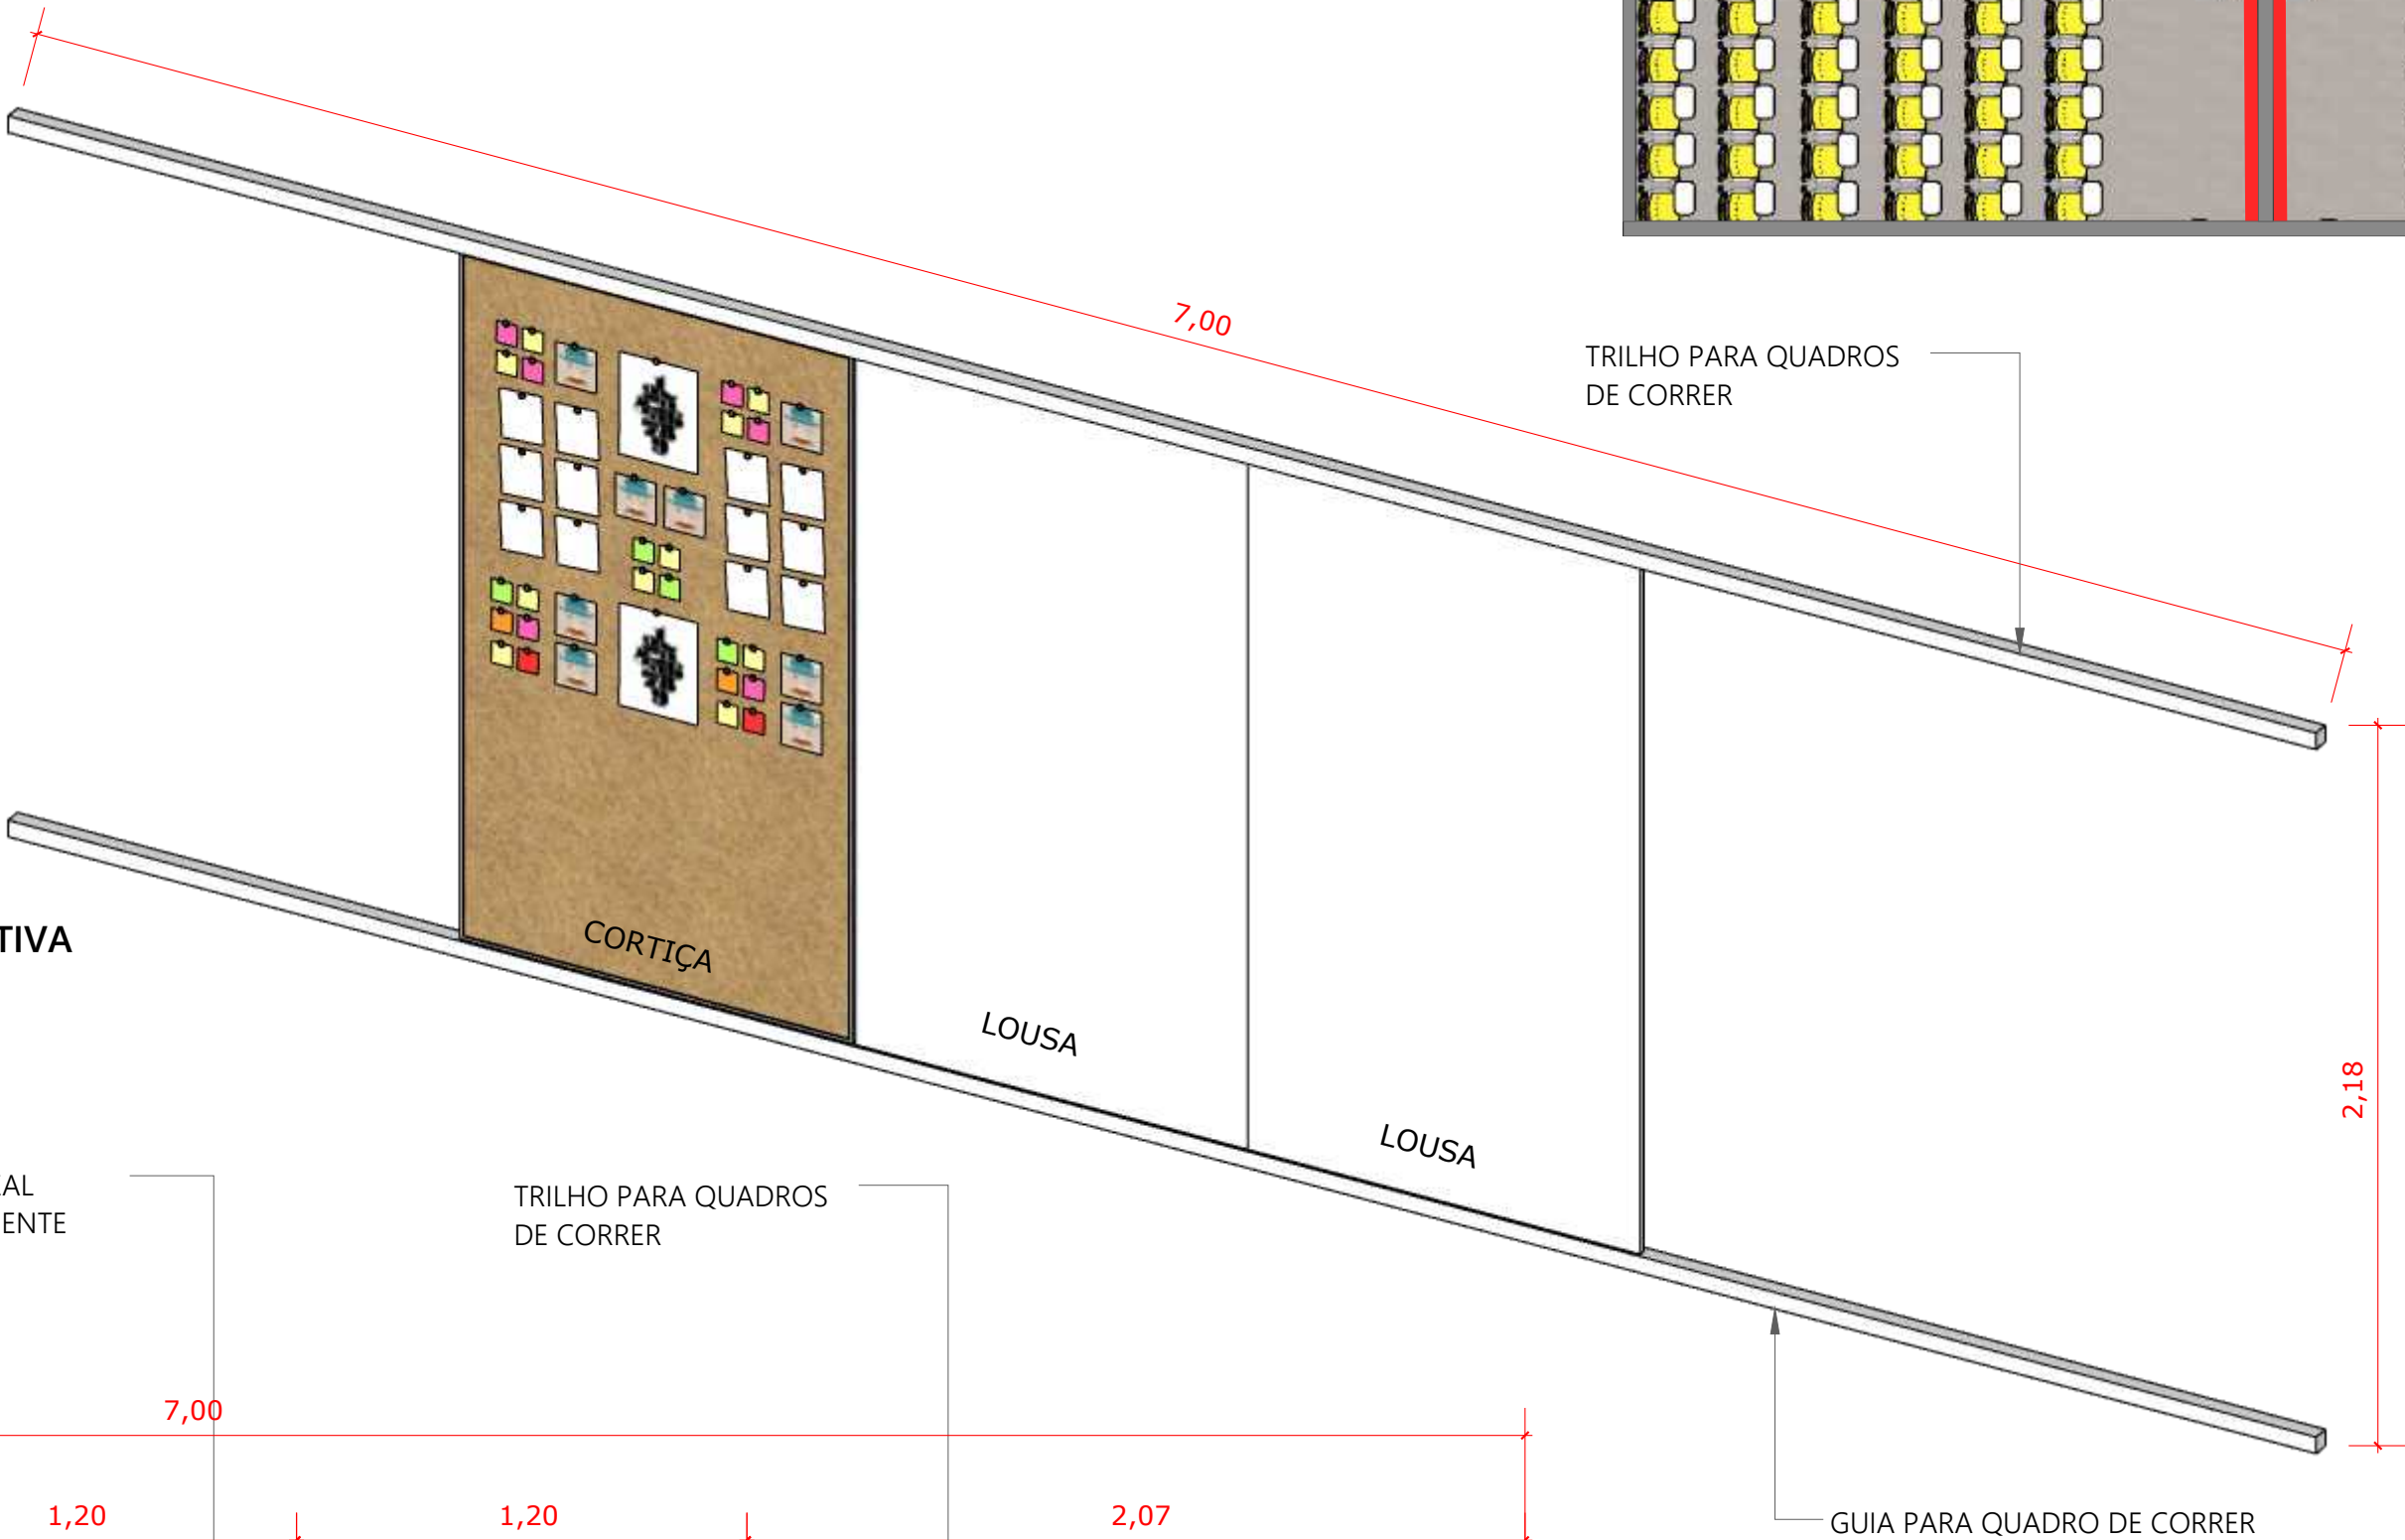 7,00
TRILHO PARA QUADROS
DE CORRER
CORTIÇA
TIVA
LOUSA
LOUSA
2,18
TRILHO PARA QUADROS
DE CORRER
ENTE
7,00
1,20
1,20
2,07
GUIA PARA QUADRO DE CORRER